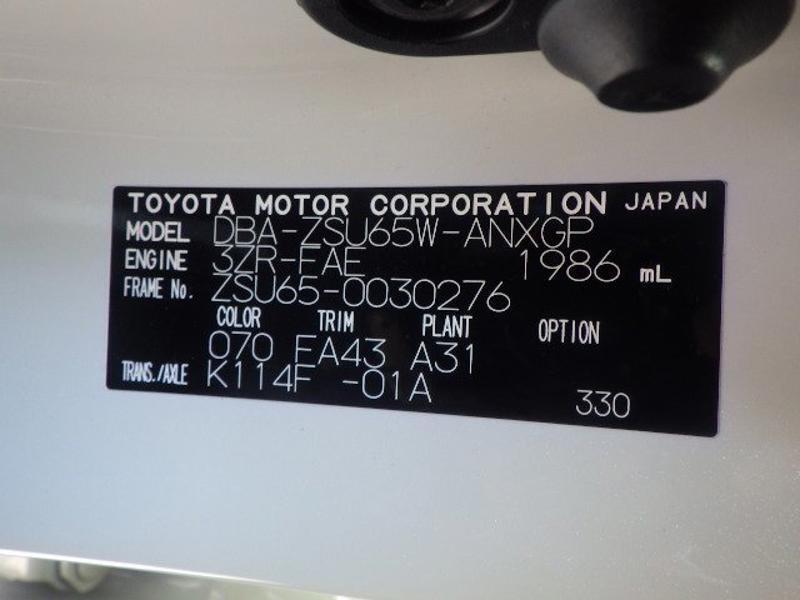 TOYOTA MOTOR CORPORATION JAPAN
MODEL DBA-ZSU65W-ANXGP
ENGINE 3ZR-FAE 1986 mL
FRAME No. ZSU65-0030276
COLOR TRIM PLANT OPTION
070 FA43 A31
TRANS./AXLE K114F -01A
330